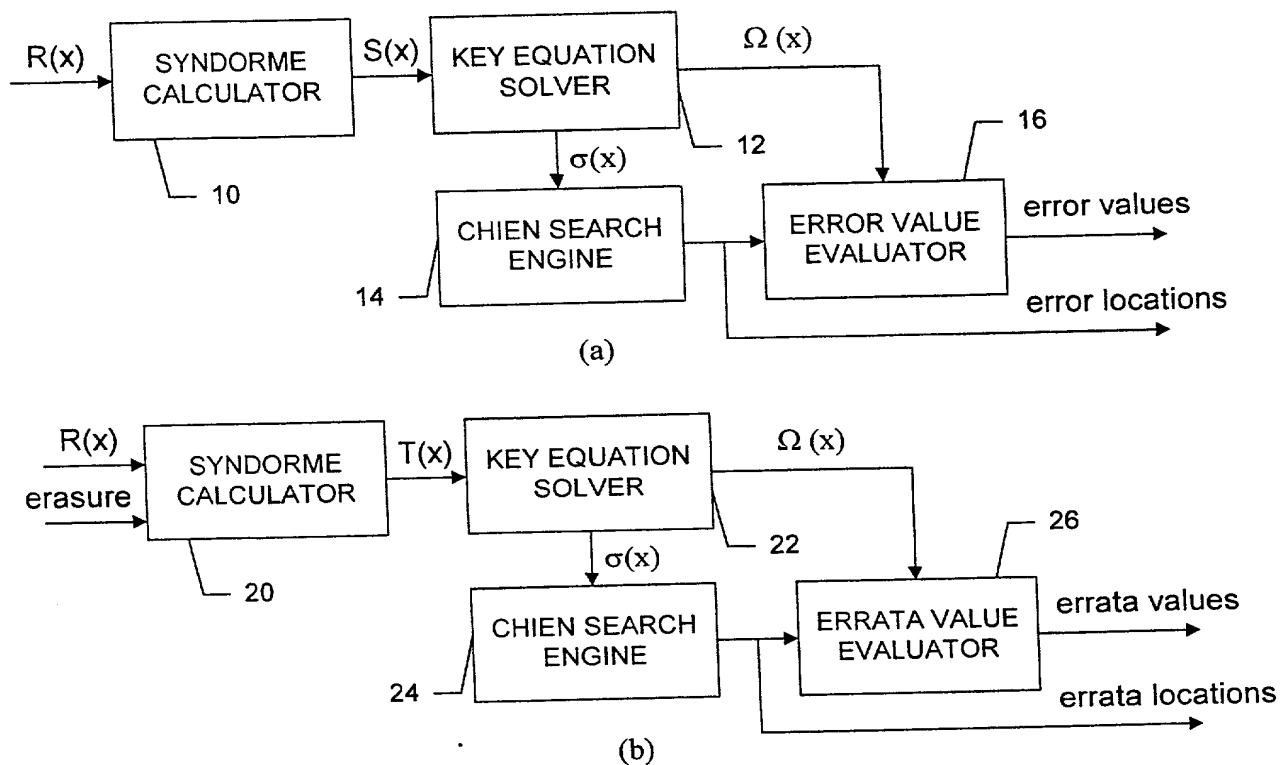 R(x)
SYNDORME
CALCULATOR
S(x)
KEY EQUATION
SOLVER
Ω (x)
10
12
16
σ(x)
CHIEN SEARCH
ENGINE
14
ERROR VALUE
EVALUATOR
error values
error locations
(a)
R(x)
erasure
SYNDORME
CALCULATOR
T(x)
KEY EQUATION
SOLVER
Ω (x)
20
22
26
σ(x)
CHIEN SEARCH
ENGINE
24
ERRATA VALUE
EVALUATOR
errata values
errata locations
(b)